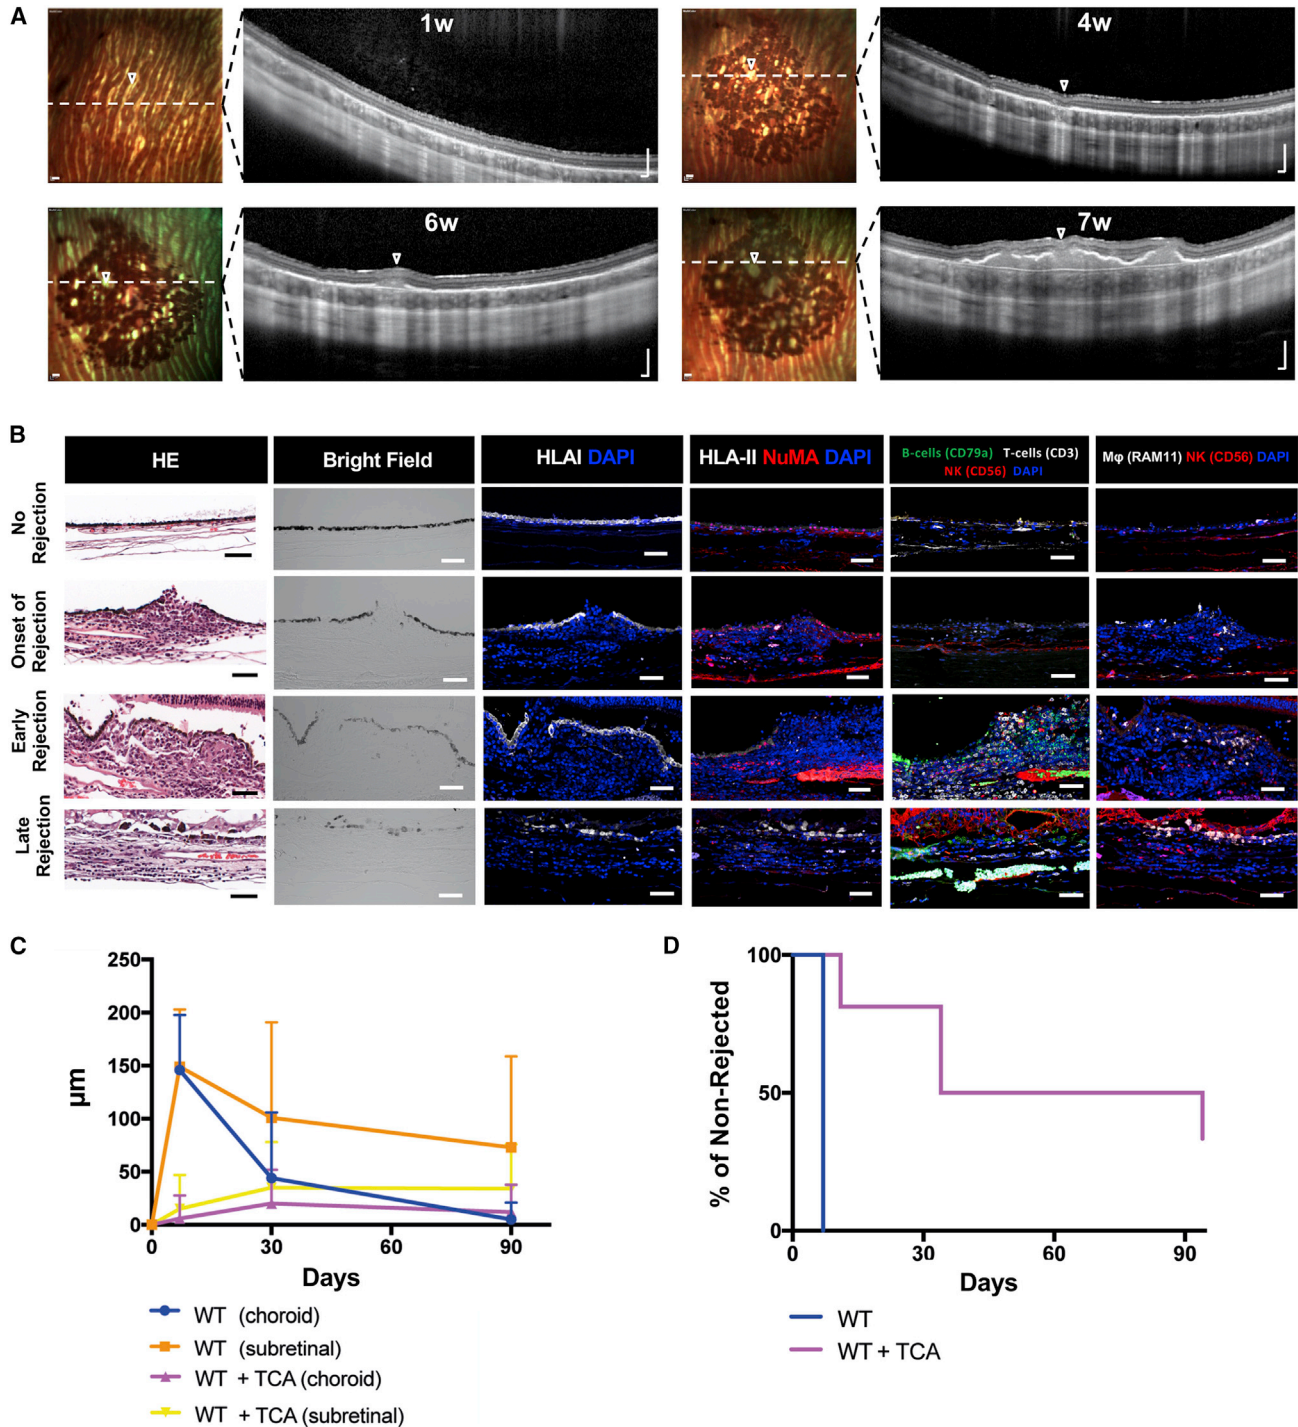 A
1w
4w
6w
7w
B
HE
Bright Field
HLAI DAPI
HLA-II NuMA DAPI
B-cells (CD79a) T-cells (CD3)
NK (CD56) DAPI
Mφ (RAM11) NK (CD56) DAPI
No
Rejection
Onset of
Rejection
Early
Rejection
Late
Rejection
C
250
200
150
100
50
0
µm
0 30 60 90
Days
WT (choroid)
WT (subretinal)
WT + TCA (choroid)
WT + TCA (subretinal)
D
100
50
0
% of Non-Rejected
0 30 60 90
Days
WT
WT + TCA